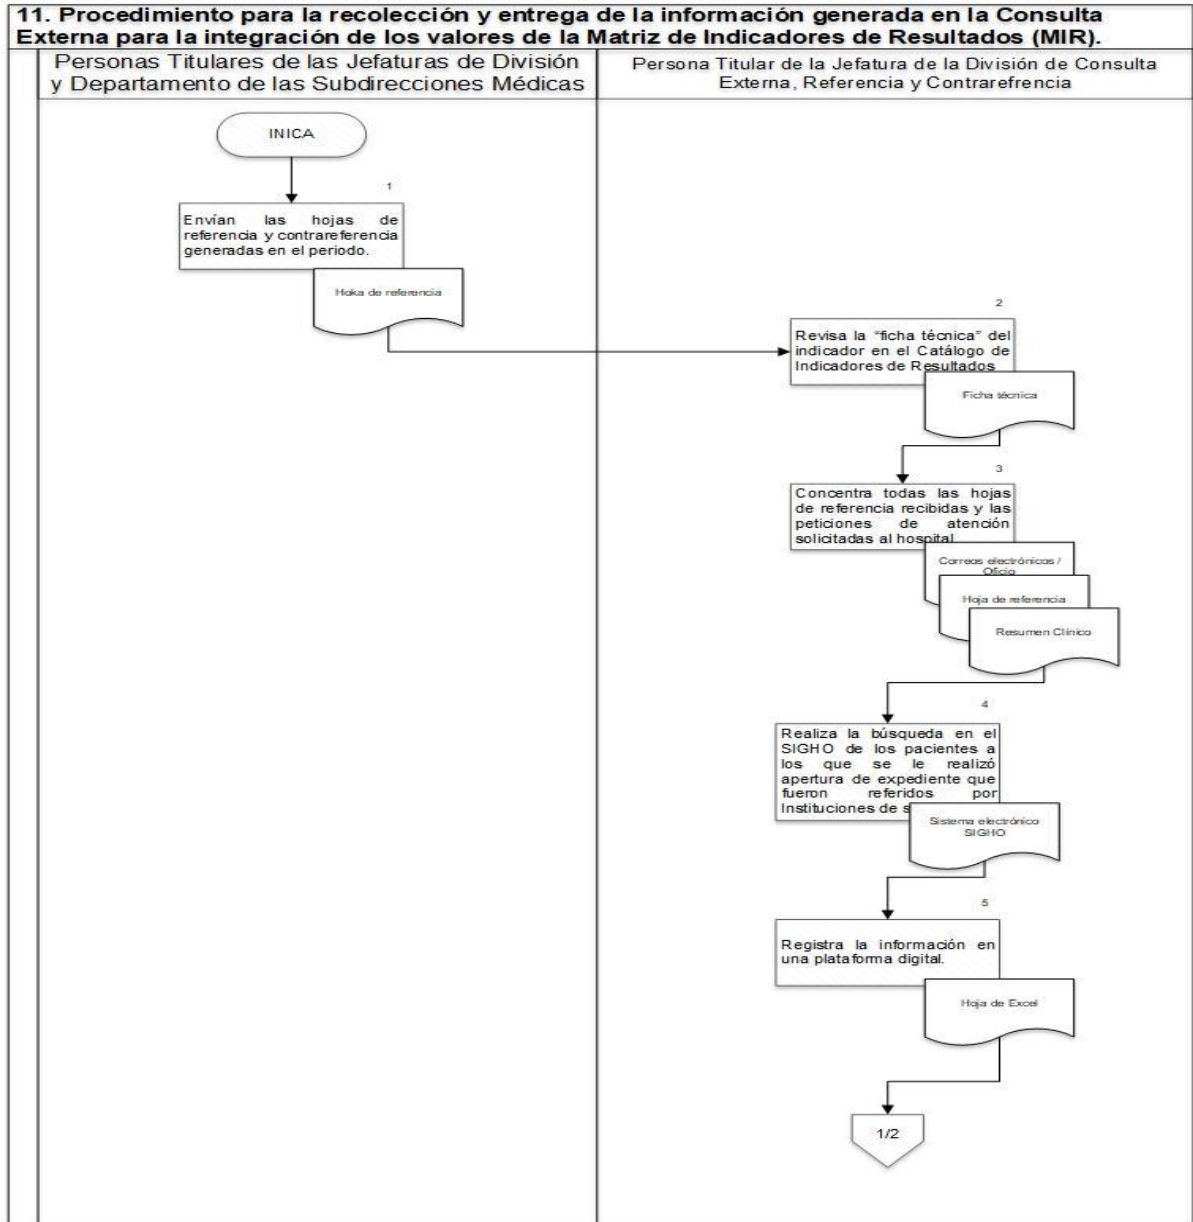 11. Procedimiento para la recolección y entrega de la información generada en la Consulta
Externa para la integración de los valores de la Matriz de Indicadores de Resultados (MIR).
Personas Titulares de las Jefaturas de División
y Departamento de las Subdirecciones Médicas
Persona Titular de la Jefatura de la División de Consulta
Externa, Referencia y Contrarefrencia
INICA
1
Envían las hojas de
referencia y contrareferencia
generadas en el periodo.
Hoka de referencia
2
Revisa la “ficha técnica” del
indicador en el Catálogo de
Indicadores de Resultados
Ficha técnica
3
Concentra todas las hojas
de referencia recibidas y las
peticiones de atención
solicitadas al hospital
Correos electrónicos /
Oficio
Hoja de referencia
Resumen Clínico
4
Realiza la búsqueda en el
SIGHO de los pacientes a
los que se le realizó
apertura de expediente que
fueron referidos por
Instituciones de s
Sistema electrónico
SIGHO
5
Registra la información en
una plataforma digital.
Hoja de Excel
1/2